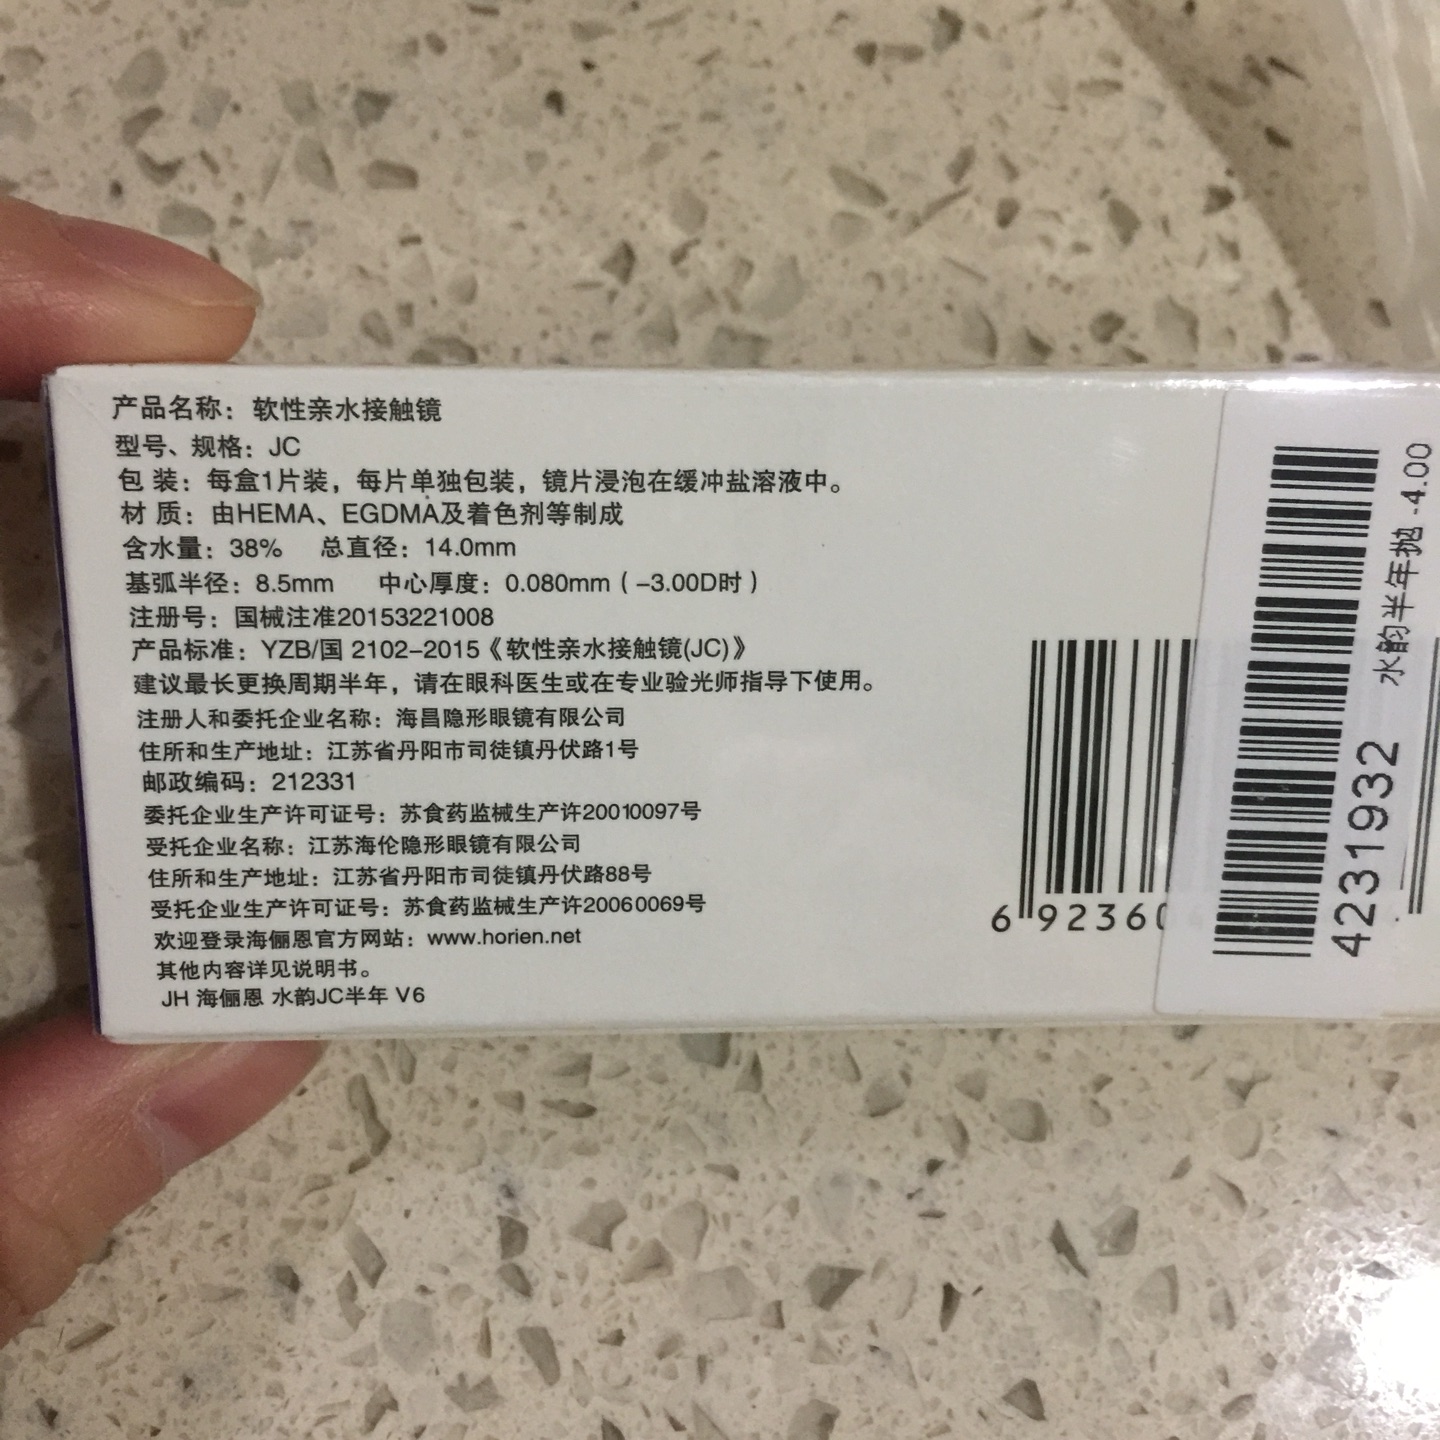 产品名称：软性亲水接触镜
型号、规格：JC
包 装：每盒1片装，每片单独包装，镜片浸泡在缓冲盐溶液中。
材 质：由HEMA、EGDMA及着色剂等制成
含水量：38% 总直径：14.0mm
基弧半径：8.5mm 中心厚度：0.080mm（-3.00D时）
注册号：国械注准20153221008
产品标准：YZB/国 2102-2015《软性亲水接触镜(JC)》
建议最长更换周期半年，请在眼科医生或在专业验光师指导下使用。
注册人和委托企业名称：海昌隐形眼镜有限公司
住所和生产地址：江苏省丹阳市司徒镇丹伏路1号
邮政编码：212331
委托企业生产许可证号：苏食药监械生产许20010097号
受托企业名称：江苏海伦隐形眼镜有限公司
住所和生产地址：江苏省丹阳市司徒镇丹伏路88号
受托企业生产许可证号：苏食药监械生产许20060069号
欢迎登录海俪恩官方网站：www.horien.net
其他内容详见说明书。
JH 海俪恩 水韵JC半年 V6
6 92360
4231932
水韵半年抛 -4.00